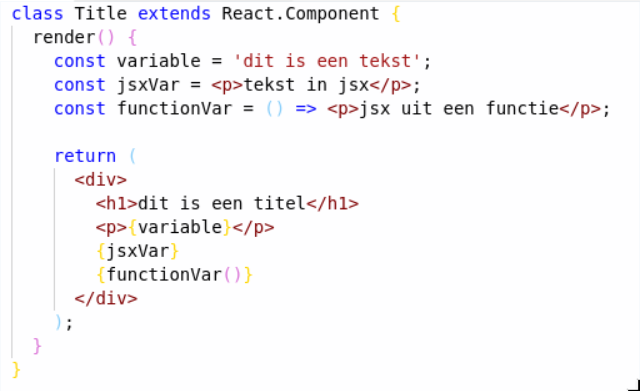 class Title extends React.Component {
  render() {
    const variable = 'dit is een tekst';
    const jsxVar = <p>tekst in jsx</p>;
    const functionVar = () => <p>jsx uit een functie</p>;

    return (
      <div>
        <h1>dit is een titel</h1>
        <p>{variable}</p>
        {jsxVar}
        {functionVar()}
      </div>
    );
  }
}